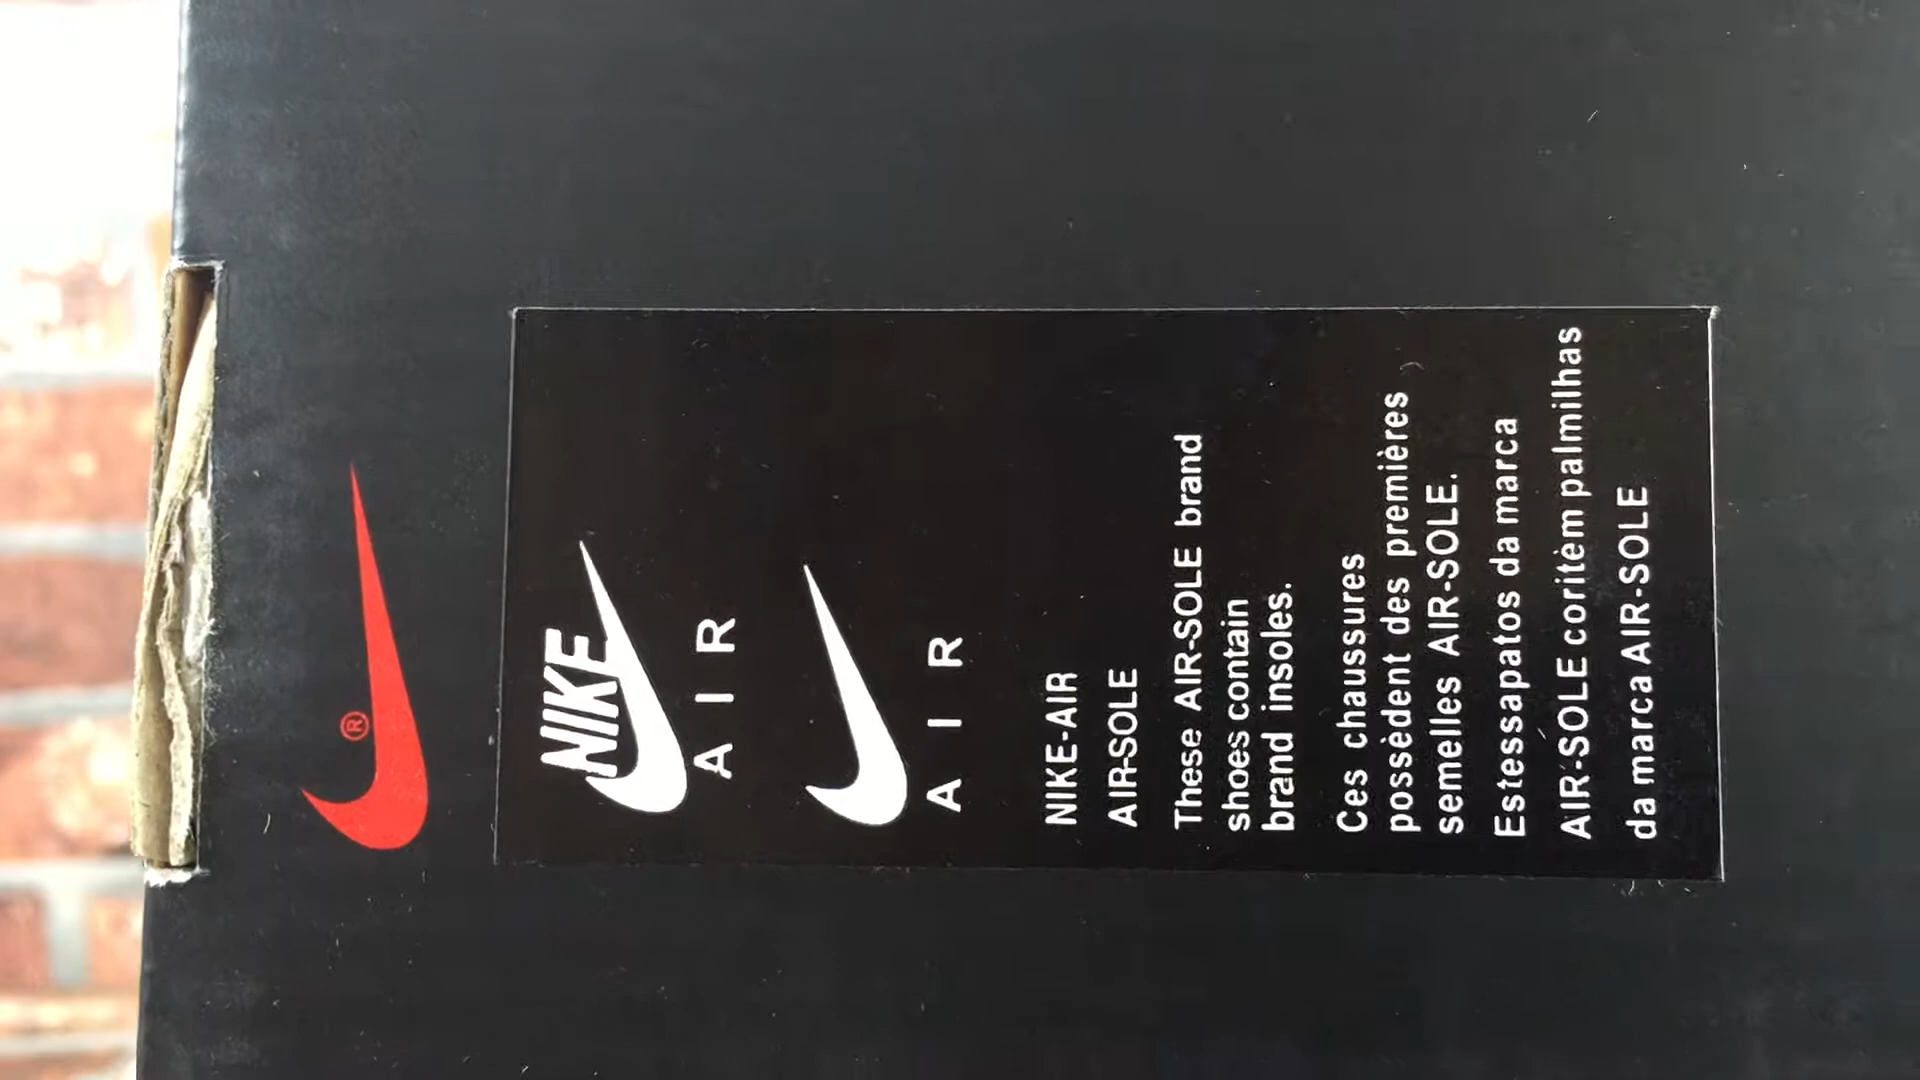 ®
NIKE
AIR
AIR
NIKE-AIR
AIR-SOLE
These AIR-SOLE brand
shoes contain
brand insoles.
Ces chaussures
possèdent des premières
semelles AIR-SOLE.
Estessapatos da marca
AIR-SOLE coritèm palmilhas
da marca AIR-SOLE